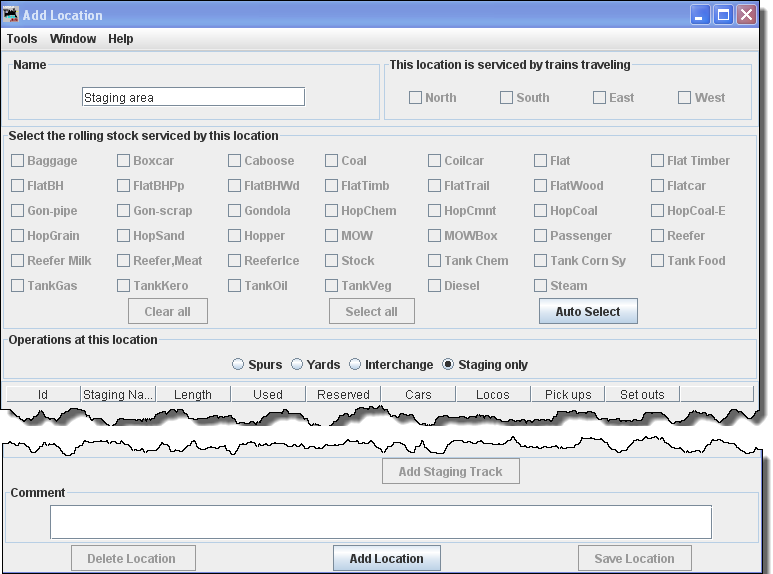 Add Location
Tools Window Help
Name
This location is serviced by trains traveling
Staging area
North South East West
Select the rolling stock serviced by this location
Baggage Boxcar Caboose Coal Coilcar Flat Flat Timber
FlatBH FlatBHPp FlatBHWd FlatTimb FlatTrail FlatWood Flatcar
Gon-pipe Gon-scrap Gondola HopChem HopCmnt HopCoal HopCoal-E
HopGrain HopSand Hopper MOW MOWBox Passenger Reefer
Reefer Milk Reefer,Meat ReeferIce Stock Tank Chem Tank Corn Sy Tank Food
TankGas TankKero TankOil TankVeg Diesel Steam
Clear all Select all Auto Select
Operations at this location
Spurs Yards Interchange Staging only
Id Staging Na... Length Used Reserved Cars Locos Pick ups Set outs
Add Staging Track
Comment
Delete Location Add Location Save Location